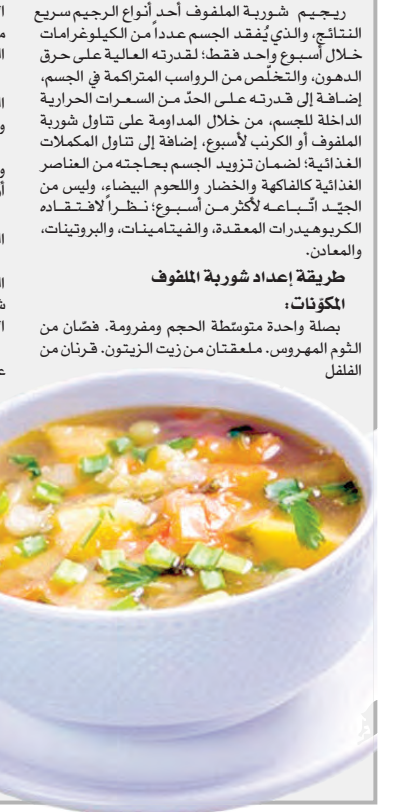 ريجيم شوربة الملفوف أحد أنواع الرجيم سريع
النتائج، والذي يُفقد الجسم عدداً من الكيلوغرامات
خلال أسبوع واحد فقط؛ لقدرته العالية على حرق
الدهون، والتخلّص من الرواسب المتراكمة في الجسم،
إضافة إلى قدرته على الحدّ من السعرات الحرارية
الداخلة للجسم، من خلال المداومة على تناول شوربة
الملفوف أو الكرنب لأسبوع، إضافة إلى تناول المكملات
الغذائية؛ لضمان تزويد الجسم بحاجته من العناصر
الغذائية كالفاكهة والخضار واللحوم البيضاء، وليس من
الجيّد اتّباعه لأكثر من أسبوع؛ نظراً لافتقاده
الكربوهيدرات المعقدة، والفيتامينات، والبروتينات،
والمعادن.
طريقة إعداد شوربة الملفوف
المكوّنات:
بصلة واحدة متوسّطة الحجم ومفرومة. فصّان من
الثوم المهروس. ملعقتان من زيت الزيتون. قرنان من
الفلفل